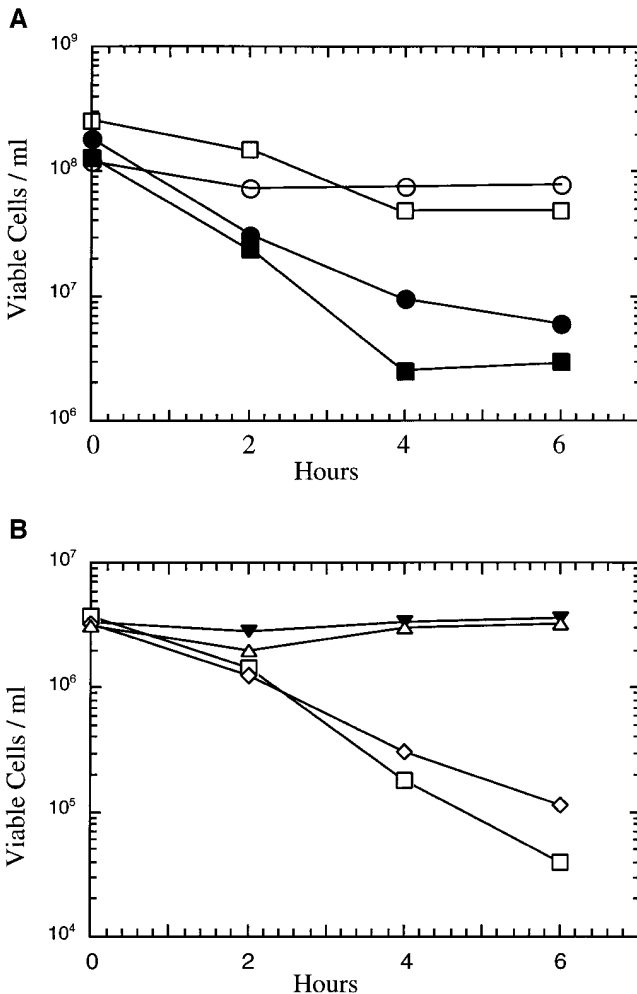 A
10⁹
10⁸
10⁷
10⁶
Viable Cells / ml
0 2 4 6
Hours
B
10⁷
10⁶
10⁵
10⁴
Viable Cells / ml
0 2 4 6
Hours